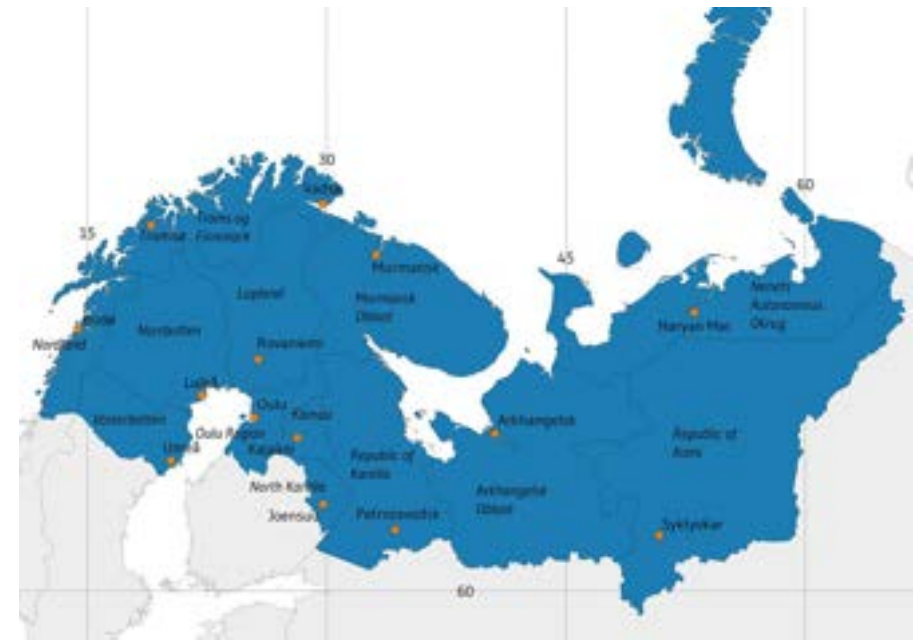 30
Vadsø
60
15
Troms og
Finnmark
Tromsø
45
Murmansk
Lapland
Murmansk
Oblast
Nenets
Autonomous
Okrug
Naryan Mar
Bodø
Nordland
Norbotten
Rovaniemi
Luleå
Oulu
Kainuu
Västerbotten
Oulu Region
Kajaani
Umeå
Arkhangelsk
Republic of
Komi
Republic of
Karelia
North Karelia
Arkhangelsk
Oblast
Joensuu
Petrozavodsk
Syktyvkar
60